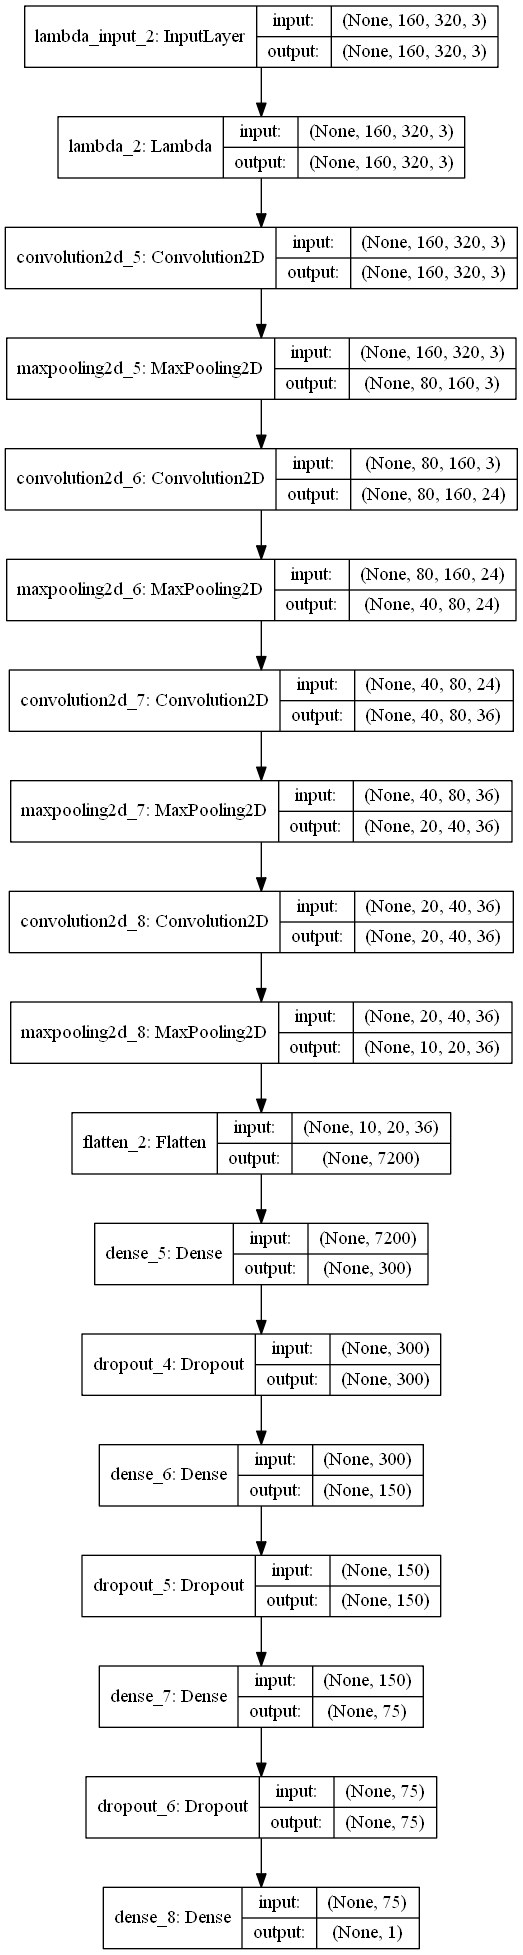 lambda_input_2: InputLayer
input: (None, 160, 320, 3)
output: (None, 160, 320, 3)
lambda_2: Lambda
input: (None, 160, 320, 3)
output: (None, 160, 320, 3)
convolution2d_5: Convolution2D
input: (None, 160, 320, 3)
output: (None, 160, 320, 3)
maxpooling2d_5: MaxPooling2D
input: (None, 160, 320, 3)
output: (None, 80, 160, 3)
convolution2d_6: Convolution2D
input: (None, 80, 160, 3)
output: (None, 80, 160, 24)
maxpooling2d_6: MaxPooling2D
input: (None, 80, 160, 24)
output: (None, 40, 80, 24)
convolution2d_7: Convolution2D
input: (None, 40, 80, 24)
output: (None, 40, 80, 36)
maxpooling2d_7: MaxPooling2D
input: (None, 40, 80, 36)
output: (None, 20, 40, 36)
convolution2d_8: Convolution2D
input: (None, 20, 40, 36)
output: (None, 20, 40, 36)
maxpooling2d_8: MaxPooling2D
input: (None, 20, 40, 36)
output: (None, 10, 20, 36)
flatten_2: Flatten
input: (None, 10, 20, 36)
output: (None, 7200)
dense_5: Dense
input: (None, 7200)
output: (None, 300)
dropout_4: Dropout
input: (None, 300)
output: (None, 300)
dense_6: Dense
input: (None, 300)
output: (None, 150)
dropout_5: Dropout
input: (None, 150)
output: (None, 150)
dense_7: Dense
input: (None, 150)
output: (None, 75)
dropout_6: Dropout
input: (None, 75)
output: (None, 75)
dense_8: Dense
input: (None, 75)
output: (None, 1)